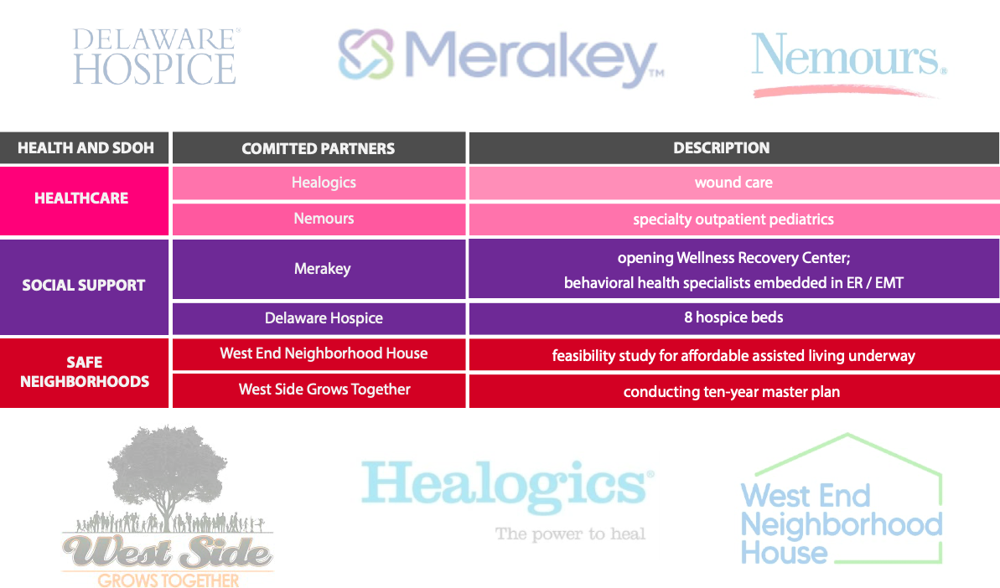 DELAWARE®
HOSPICE
Merakey™
Nemours®
HEALTH AND SDOH
COMITTED PARTNERS
DESCRIPTION
HEALTHCARE
Healogics
wound care
Nemours
specialty outpatient pediatrics
SOCIAL SUPPORT
Merakey
opening Wellness Recovery Center;
behavioral health specialists embedded in ER / EMT
Delaware Hospice
8 hospice beds
SAFE
NEIGHBORHOODS
West End Neighborhood House
feasibility study for affordable assisted living underway
West Side Grows Together
conducting ten-year master plan
West Side
GROWS TOGETHER
Healogics®
The power to heal
West End
Neighborhood
House